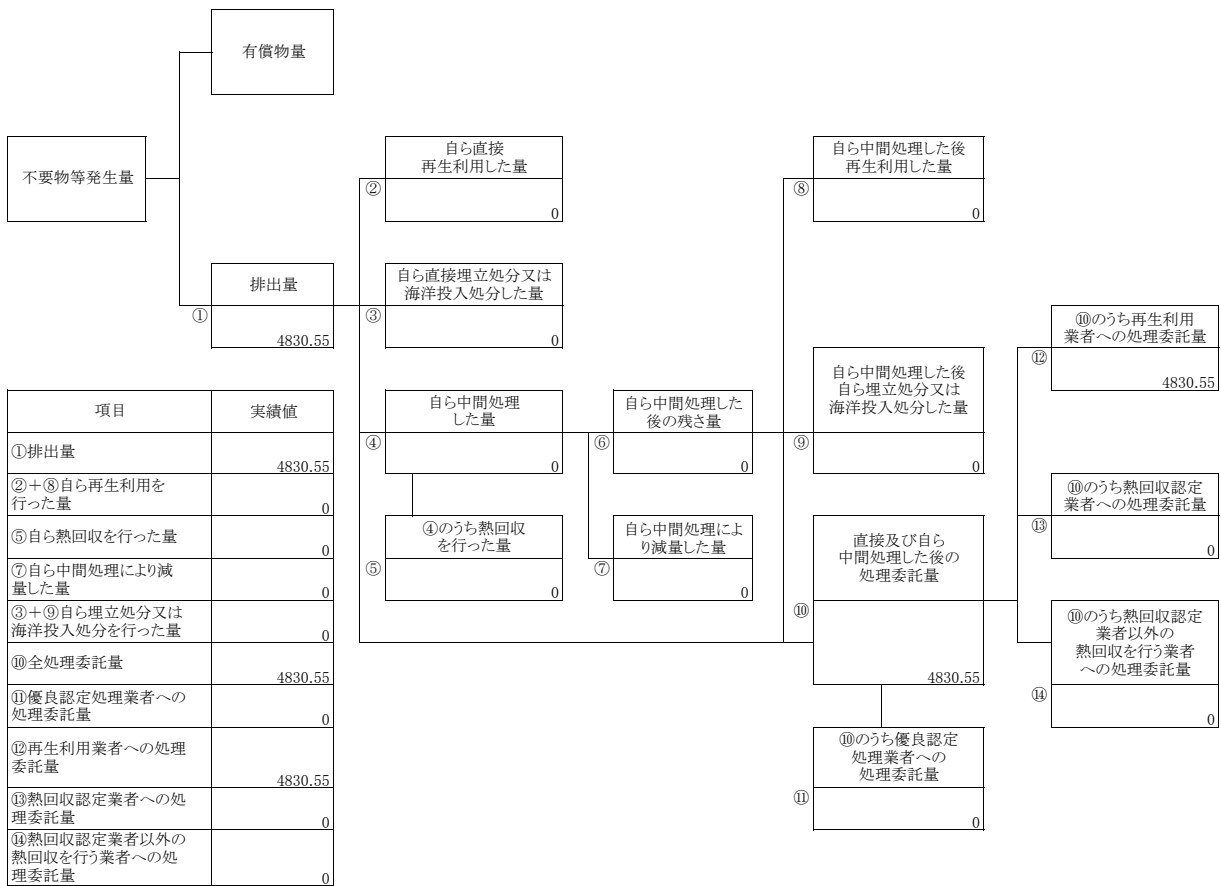 有償物量
不要物等発生量
自ら直接
再生利用した量
②
0
自ら中間処理した後
再生利用した量
⑧
0
排出量
①
4830.55
自ら直接埋立処分又は
海洋投入処分した量
③
0
自ら中間処理
した量
④
0
自ら中間処理した
後の残さ量
⑥
0
自ら中間処理した後
自ら埋立処分又は
海洋投入処分した量
⑨
0
⑩のうち再生利用
業者への処理委託量
⑫
4830.55
④のうち熱回収
を行った量
⑤
0
自ら中間処理によ
り減量した量
⑦
0
直接及び自ら
中間処理した後の
処理委託量
⑩
4830.55
⑩のうち熱回収認定
業者への処理委託量
⑬
0
⑩のうち熱回収認定
業者以外の
熱回収を行う業者
への処理委託量
⑭
0
⑩のうち優良認定
処理業者への
処理委託量
⑪
0
項目
実績値
①排出量
4830.55
②+⑧自ら再生利用を
行った量
0
⑤自ら熱回収を行った量
0
⑦自ら中間処理により減
量した量
0
③+⑨自ら埋立処分又は
海洋投入処分を行った量
0
⑩全処理委託量
4830.55
⑪優良認定処理業者への
処理委託量
0
⑫再生利用業者への処理
委託量
4830.55
⑬熱回収認定業者への処
理委託量
0
⑭熱回収認定業者以外の
熱回収を行う業者への処
理委託量
0